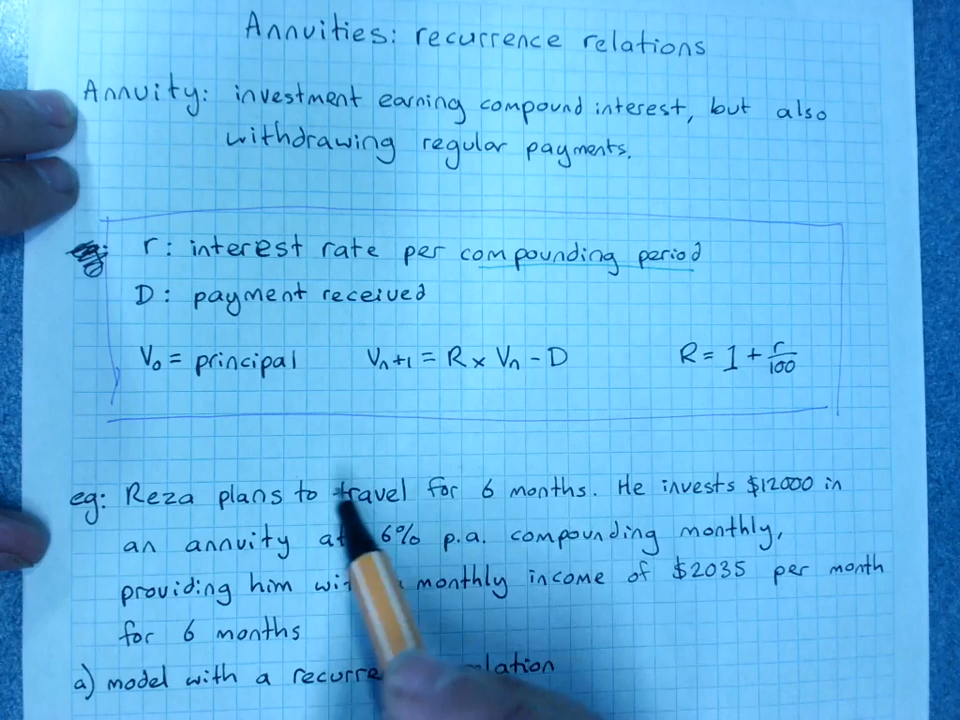 Annuities: recurrence relations
Annuity: investment earning compound interest, but also
withdrawing regular payments.
r: interest rate per compounding period
D: payment received
V₀ = principal Vₙ₊₁ = R × Vₙ − D R = 1 + r/100
eg: Reza plans to travel for 6 months. He invests $12000 in
an annuity at 6% p.a. compounding monthly,
providing him monthly income of $2035 per month
for 6 months
a) model with a